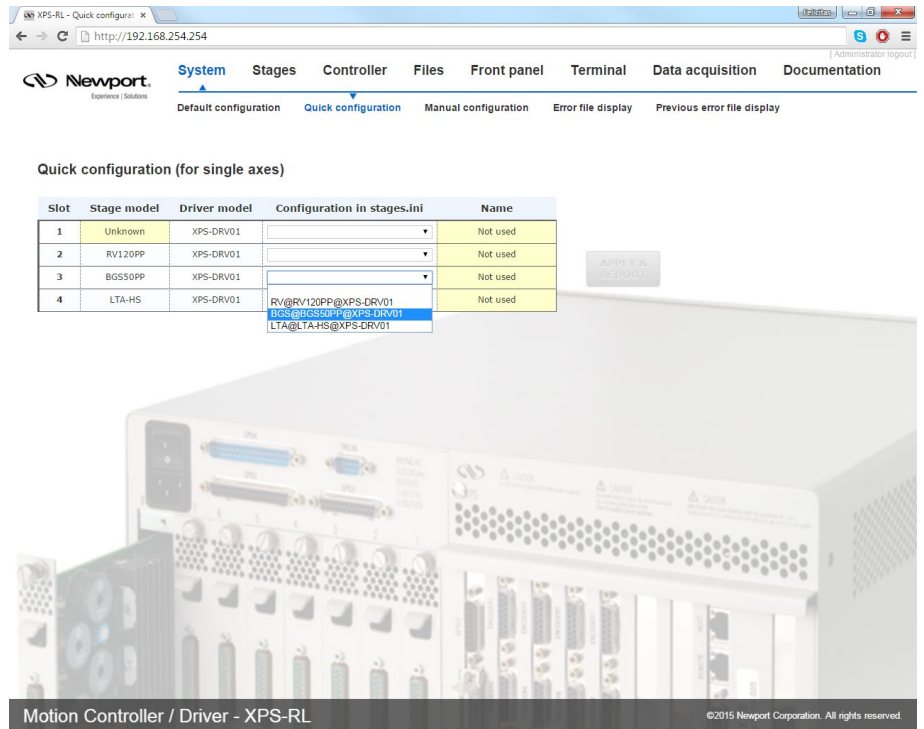 XPS-RL - Quick configurat ×
Felicitas
http://192.168.254.254
[ Administrator logout ]
Newport®
Experience | Solutions
System Stages Controller Files Front panel Terminal Data acquisition Documentation
Default configuration Quick configuration Manual configuration Error file display Previous error file display
Quick configuration (for single axes)
Slot Stage model Driver model Configuration in stages.ini Name
1 Unknown XPS-DRV01 Not used
2 RV120PP XPS-DRV01 Not used
3 BGS50PP XPS-DRV01 Not used
4 LTA-HS XPS-DRV01 Not used
RV@RV120PP@XPS-DRV01
BGS@BGS50PP@XPS-DRV01
LTA@LTA-HS@XPS-DRV01
APPLY &
REBOOT
CAUTION
CAUTION
CAUTION
Motion Controller / Driver - XPS-RL
©2015 Newport Corporation. All rights reserved.